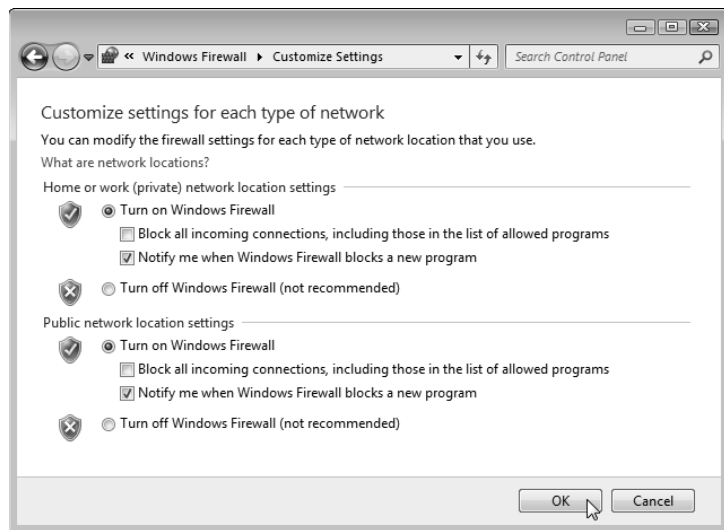 « Windows Firewall ▸ Customize Settings
Search Control Panel
Customize settings for each type of network
You can modify the firewall settings for each type of network location that you use.
What are network locations?
Home or work (private) network location settings
Turn on Windows Firewall
Block all incoming connections, including those in the list of allowed programs
Notify me when Windows Firewall blocks a new program
Turn off Windows Firewall (not recommended)
Public network location settings
Turn on Windows Firewall
Block all incoming connections, including those in the list of allowed programs
Notify me when Windows Firewall blocks a new program
Turn off Windows Firewall (not recommended)
OK Cancel